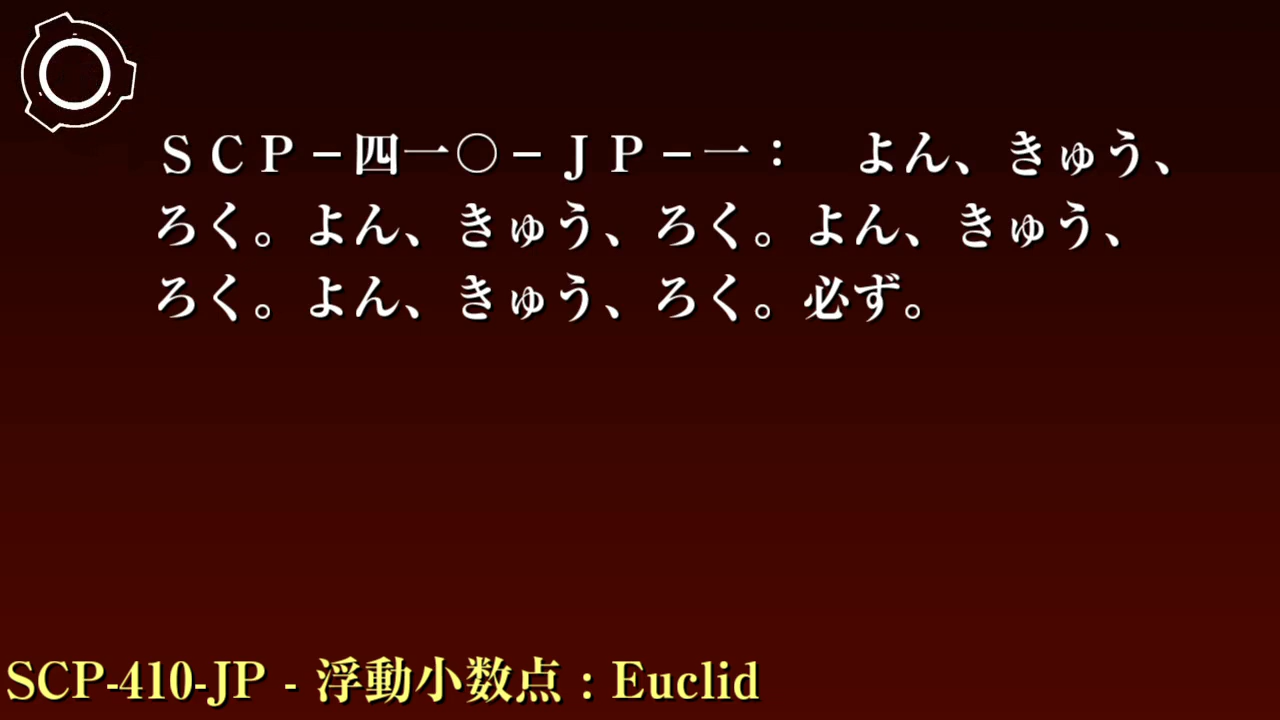 ＳＣＰ－四一〇－ＪＰ－一：　よん、きゅう、
ろく。よん、きゅう、ろく。よん、きゅう、
ろく。よん、きゅう、ろく。必ず。
SCP-410-JP - 浮動小数点 : Euclid